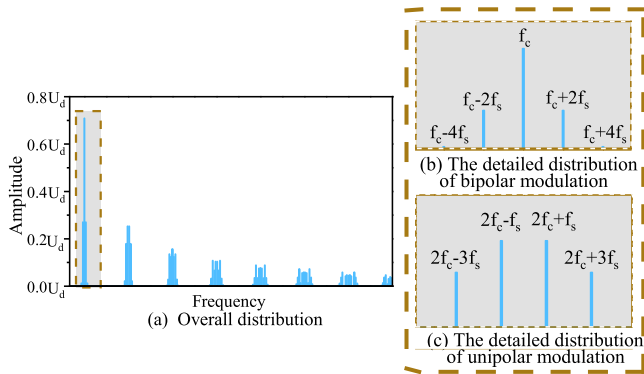 0.8U_d
0.6U_d
0.4U_d
0.2U_d
0.0U_d
Amplitude
Frequency
(a) Overall distribution
f_c
f_c-2f_s
f_c+2f_s
f_c-4f_s
f_c+4f_s
(b) The detailed distribution
of bipolar modulation
2f_c-f_s
2f_c+f_s
2f_c-3f_s
2f_c+3f_s
(c) The detailed distribution
of unipolar modulation